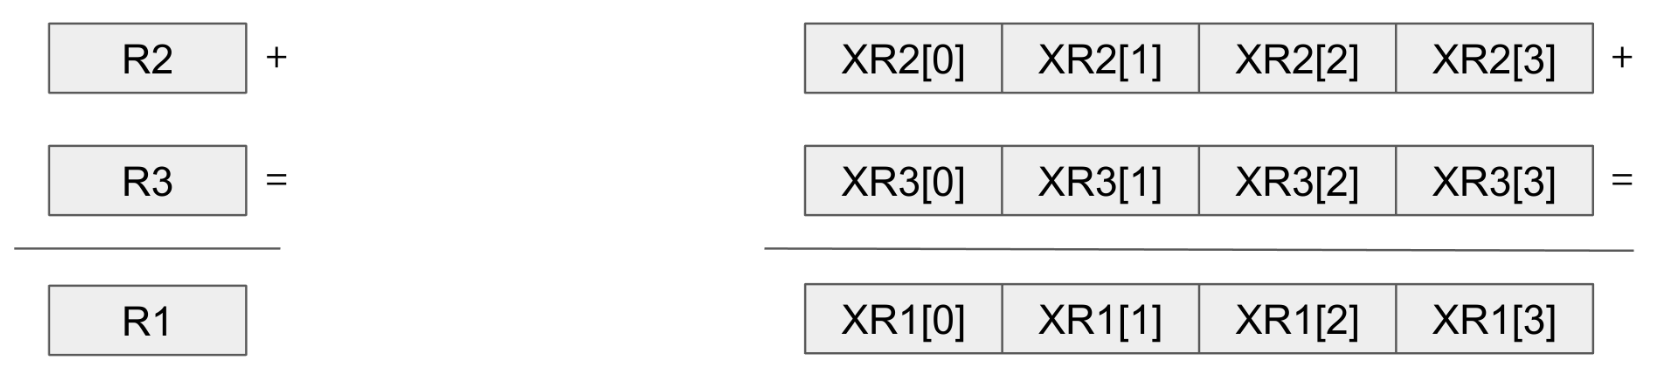 R2 + XR2[0] XR2[1] XR2[2] XR2[3] +
R3 = XR3[0] XR3[1] XR3[2] XR3[3] =
R1 XR1[0] XR1[1] XR1[2] XR1[3]